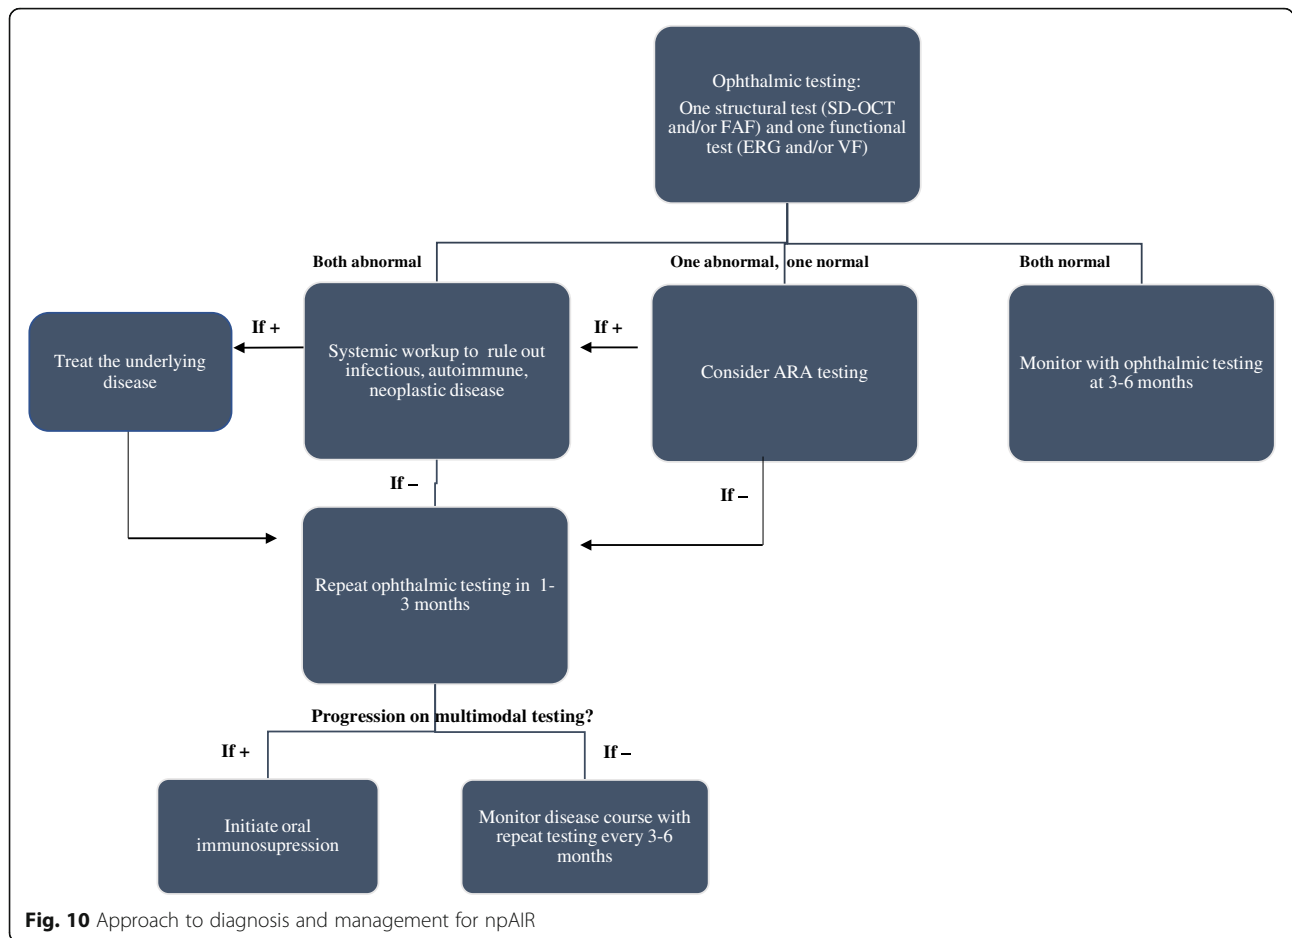 Ophthalmic testing:
One structural test (SD-OCT
and/or FAF) and one functional
test (ERG and/or VF)
Both abnormal
One abnormal, one normal
Both normal
Treat the underlying
disease
If +
Systemic workup to rule out
infectious, autoimmune,
neoplastic disease
If +
Consider ARA testing
Monitor with ophthalmic testing
at 3-6 months
If –
If –
Repeat ophthalmic testing in 1-
3 months
Progression on multimodal testing?
If +
If –
Initiate oral
immunosupression
Monitor disease course with
repeat testing every 3-6
months
Fig. 10 Approach to diagnosis and management for npAIR